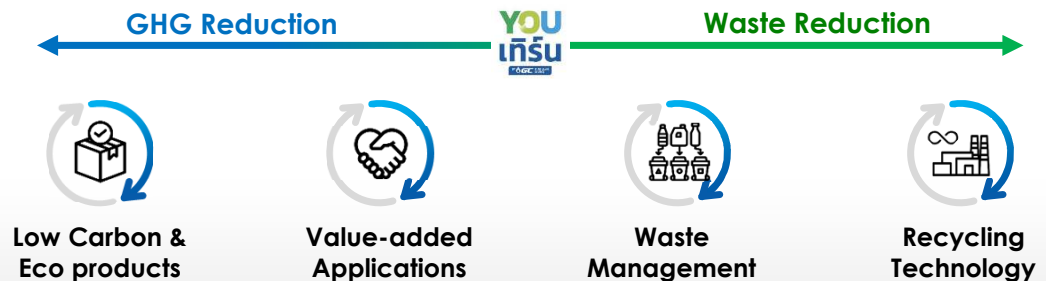 GHG Reduction
YOU
เทิร์น
Waste Reduction
Low Carbon &
Eco products
Value-added
Applications
Waste
Management
Recycling
Technology